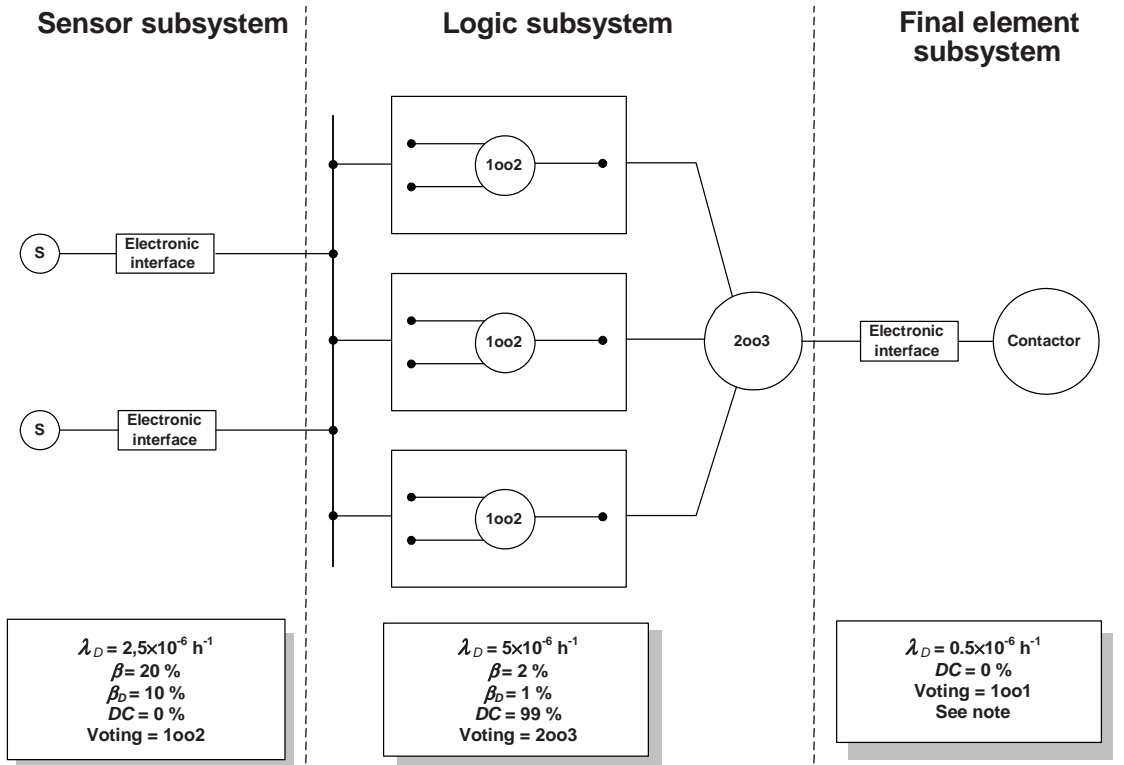 Sensor subsystem
Logic subsystem
Final element
subsystem
1oo2
S
Electronic
interface
1oo2
2oo3
Electronic
interface
Contactor
S
Electronic
interface
1oo2
λD = 2,5×10⁻⁶ h⁻¹
β = 20 %
βD = 10 %
DC = 0 %
Voting = 1oo2
λD = 5×10⁻⁶ h⁻¹
β = 2 %
βD = 1 %
DC = 99 %
Voting = 2oo3
λD = 0.5×10⁻⁶ h⁻¹
DC = 0 %
Voting = 1oo1
See note